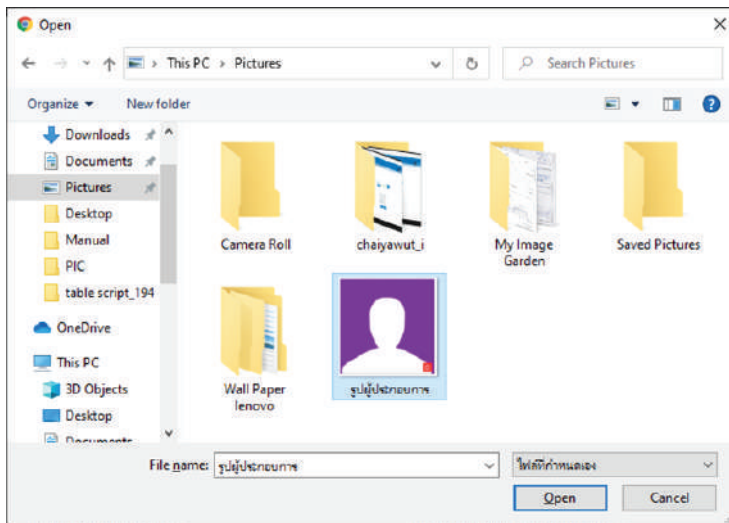 Open
This PC > Pictures
Search Pictures
Organize
New folder
Downloads
Documents
Pictures
Desktop
Manual
PIC
table script_194
OneDrive
This PC
3D Objects
Desktop
Documents
Camera Roll
chaiyawut_i
My Image
Garden
Saved Pictures
Wall Paper
lenovo
รูปผู้ประกอบการ
File name: รูปผู้ประกอบการ
ไฟล์ที่กำหนดเอง
Open
Cancel